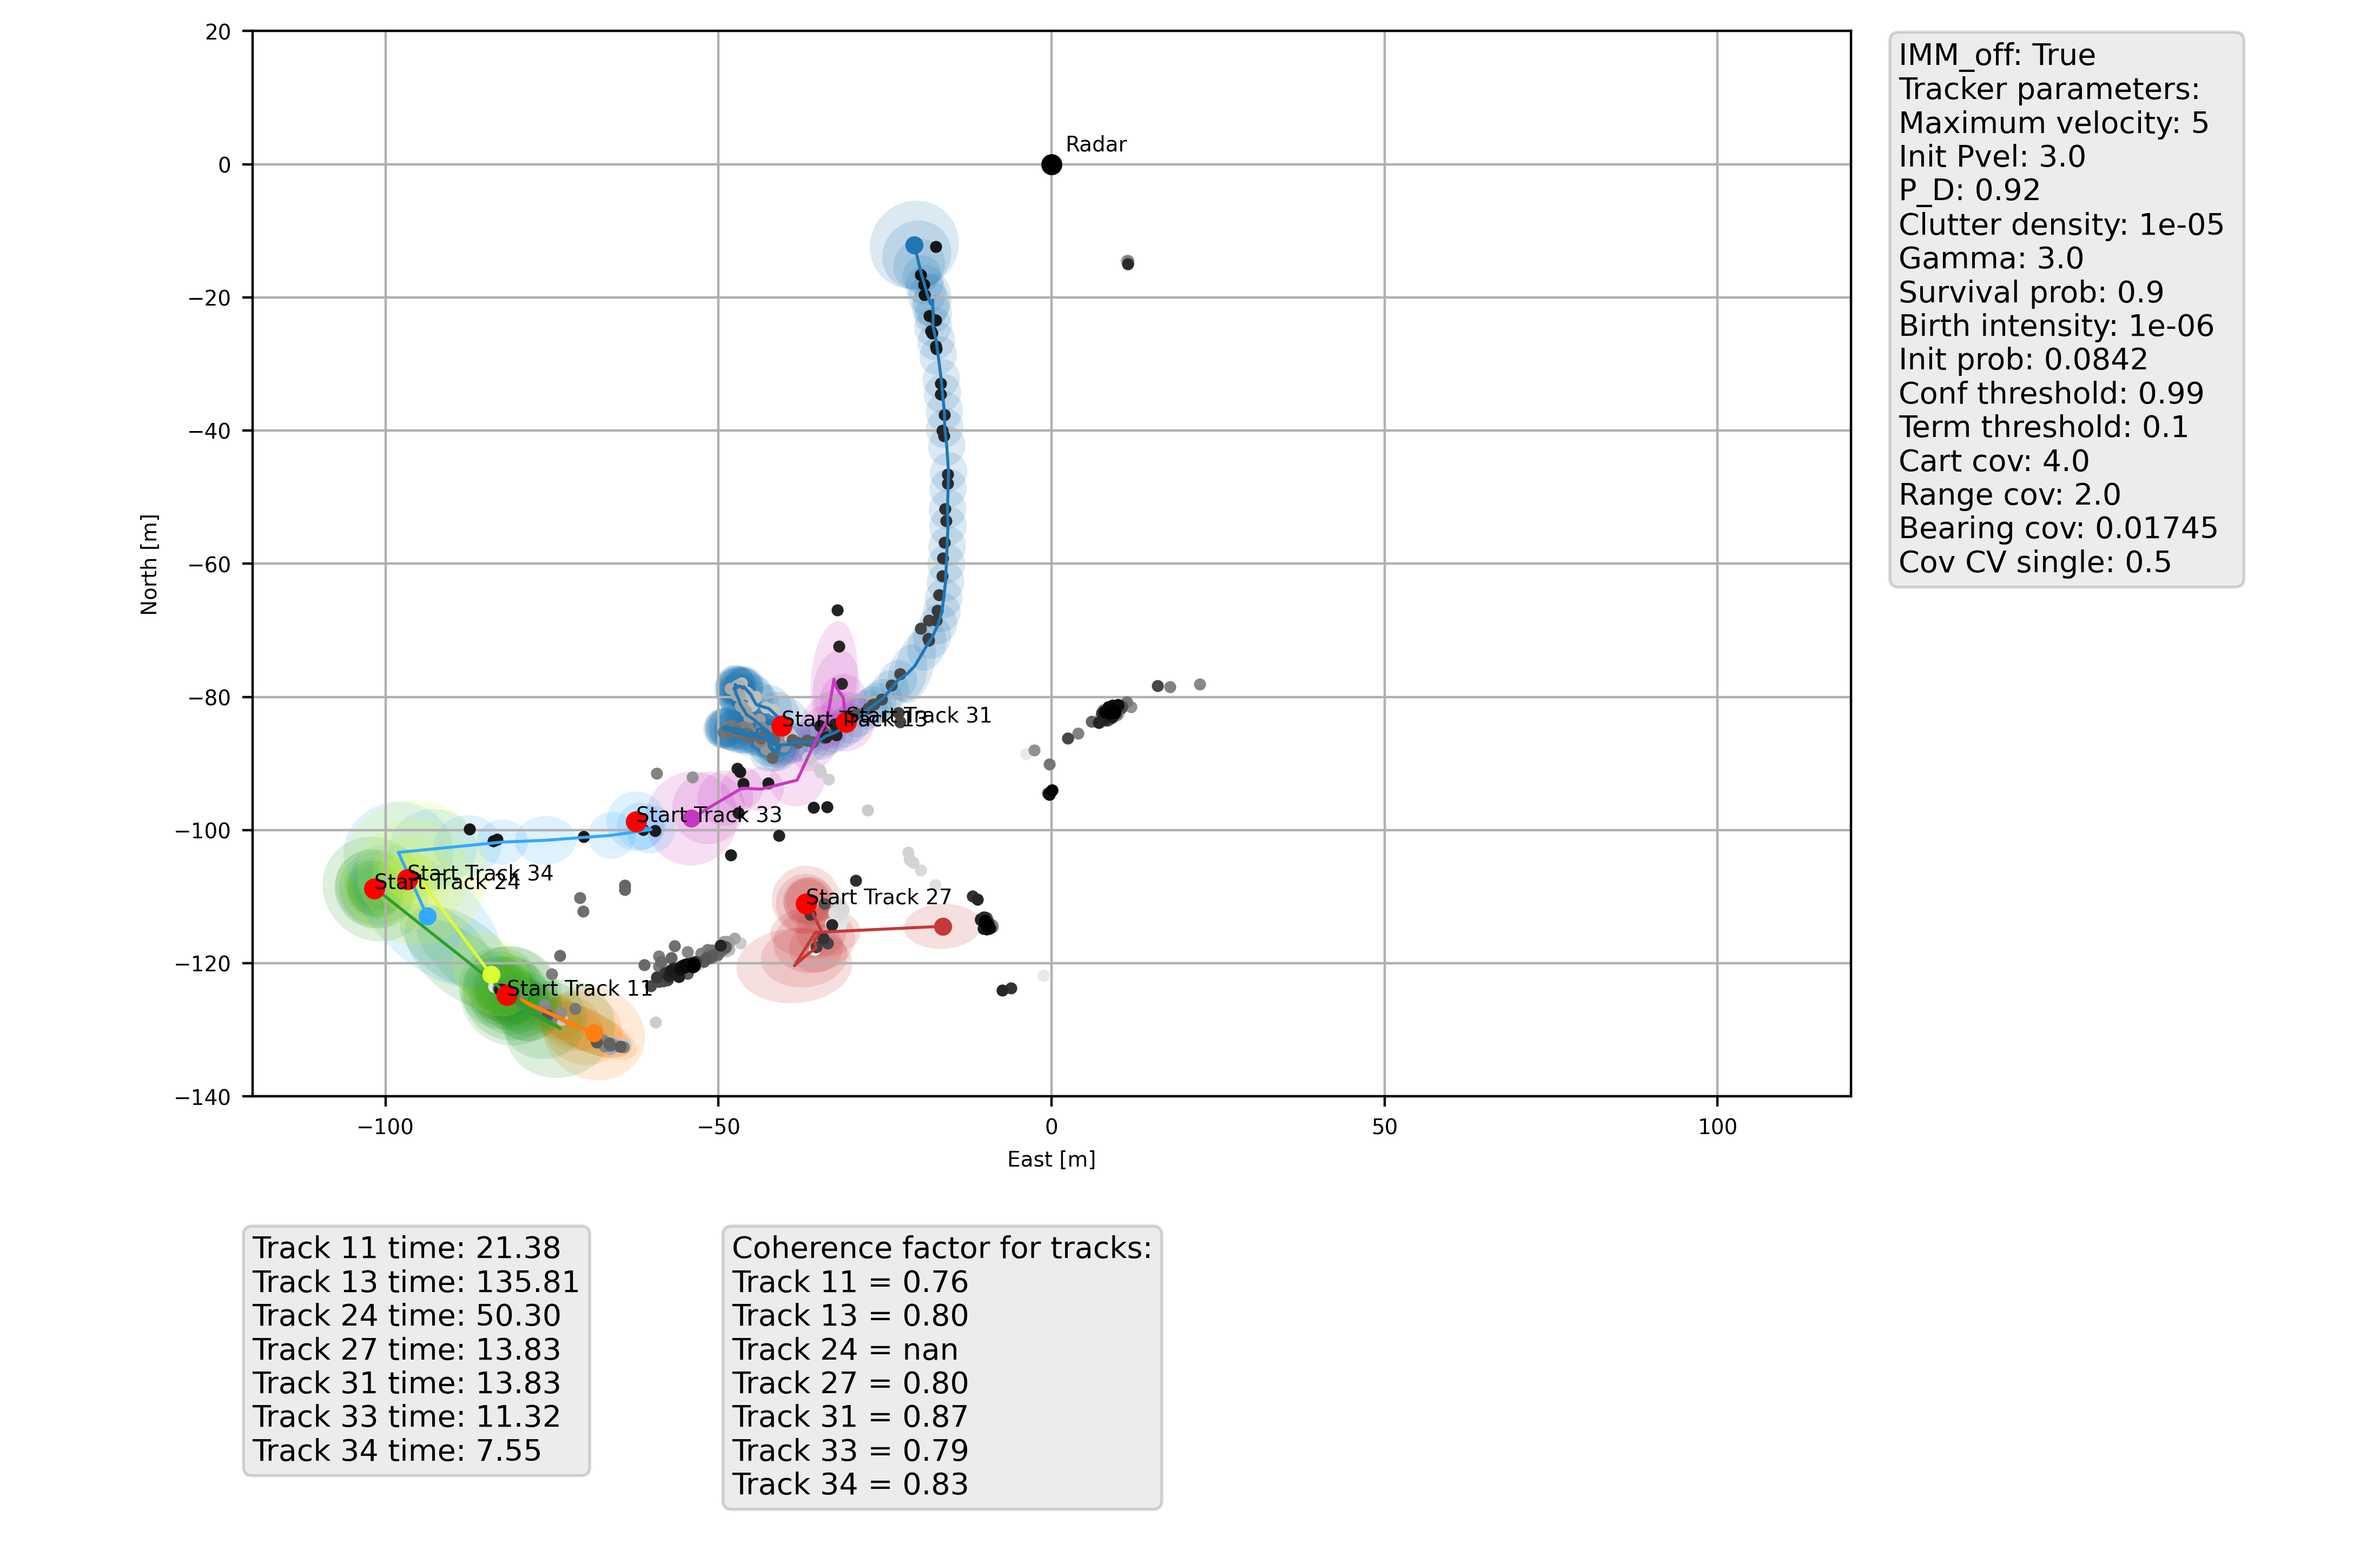 20
0
−20
−40
−60
−80
−100
−120
−140
−100
−50
0
50
100
North [m]
East [m]
Radar
Start Track 13
Start Track 31
Start Track 33
Start Track 34
Start Track 24
Start Track 27
Start Track 11
IMM_off: True
Tracker parameters:
Maximum velocity: 5
Init Pvel: 3.0
P_D: 0.92
Clutter density: 1e-05
Gamma: 3.0
Survival prob: 0.9
Birth intensity: 1e-06
Init prob: 0.0842
Conf threshold: 0.99
Term threshold: 0.1
Cart cov: 4.0
Range cov: 2.0
Bearing cov: 0.01745
Cov CV single: 0.5
Track 11 time: 21.38
Track 13 time: 135.81
Track 24 time: 50.30
Track 27 time: 13.83
Track 31 time: 13.83
Track 33 time: 11.32
Track 34 time: 7.55
Coherence factor for tracks:
Track 11 = 0.76
Track 13 = 0.80
Track 24 = nan
Track 27 = 0.80
Track 31 = 0.87
Track 33 = 0.79
Track 34 = 0.83